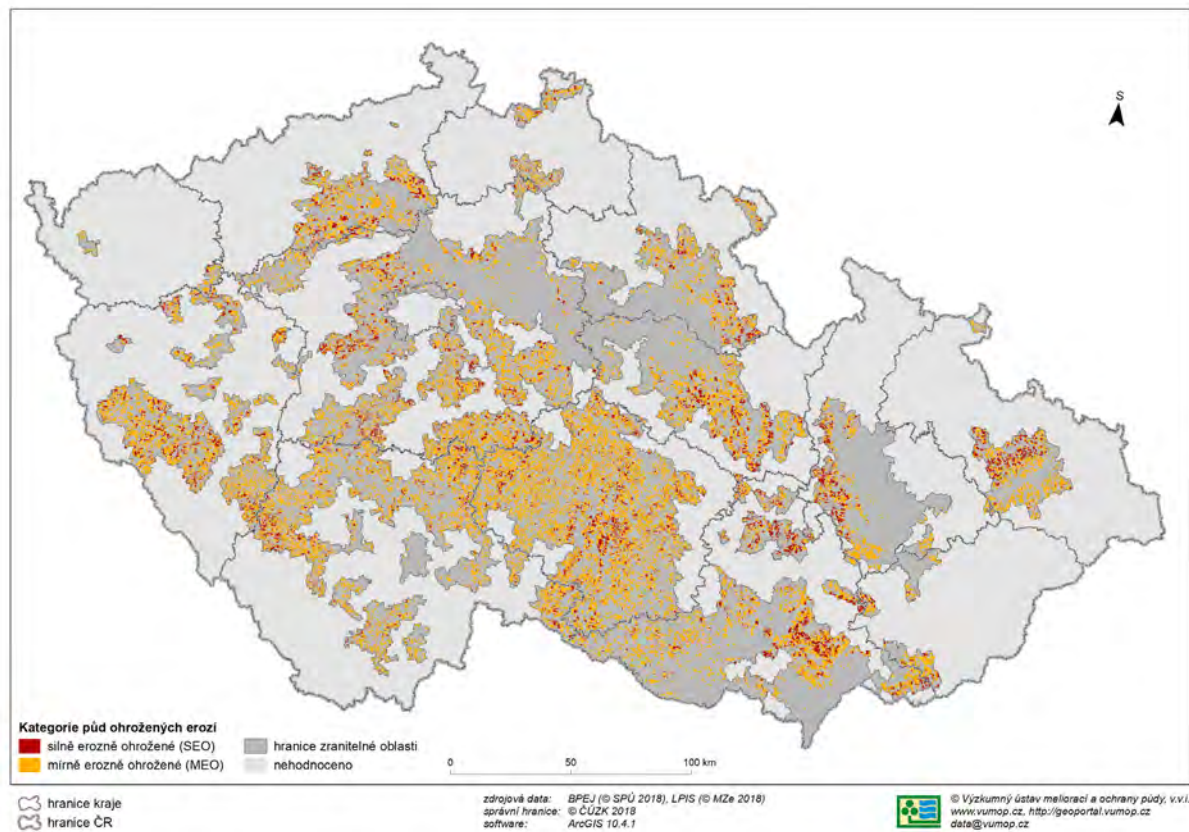 S
Kategorie půd ohrožených erozí
silně erozně ohrožené (SEO)
mírně erozně ohrožené (MEO)
hranice zranitelné oblasti
nehodnoceno
0 50 100 km
hranice kraje
hranice ČR
zdrojová data: BPEJ (© SPÚ 2018), LPIS (© MZe 2018)
správní hranice: © ČÚZK 2018
software: ArcGIS 10.4.1
© Výzkumný ústav meliorací a ochrany půdy, v.v.i.
www.vumop.cz, http://geoportal.vumop.cz
data@vumop.cz